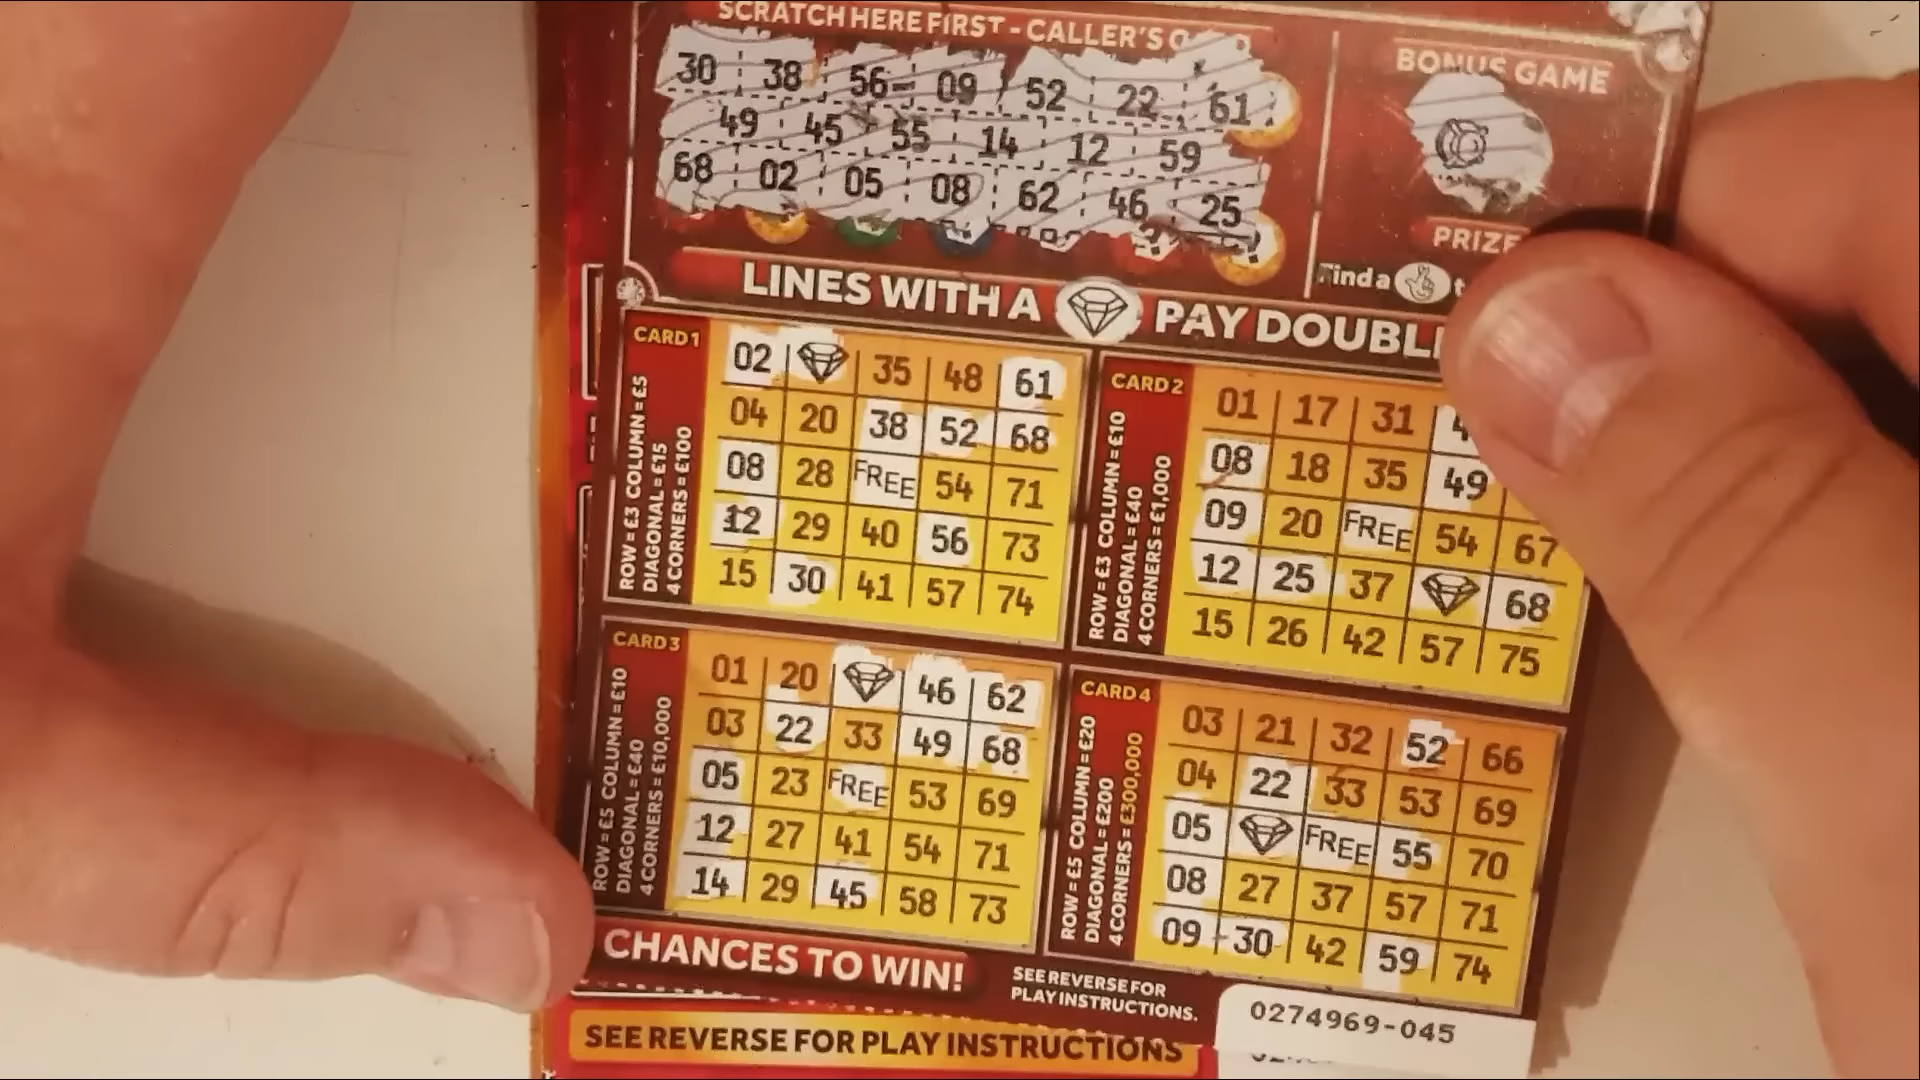 SCRATCH HERE FIRST - CALLER'S
30 38 56 09 52 22 61
49 45 55 14 12 59
68 02 05 08 62 46 25
BONUS GAME
PRIZE
Find a
LINES WITH A PAY DOUBL
CARD 1
ROW = £3 COLUMN = £5
DIAGONAL = £15
4 CORNERS = £100
02 35 48 61
04 20 38 52 68
08 28 FREE 54 71
12 29 40 56 73
15 30 41 57 74
CARD 2
ROW = £3 COLUMN = £10
DIAGONAL = £40
4 CORNERS = £1,000
01 17 31 4
08 18 35 49
09 20 FREE 54 67
12 25 37 68
15 26 42 57 75
CARD 3
ROW = £5 COLUMN = £10
DIAGONAL = £40
4 CORNERS = £10,000
01 20 46 62
03 22 33 49 68
05 23 FREE 53 69
12 27 41 54 71
14 29 45 58 73
CARD 4
ROW = £5 COLUMN = £20
DIAGONAL = £200
4 CORNERS = £300,000
03 21 32 52 66
04 22 33 53 69
05 FREE 55 70
08 27 37 57 71
09 30 42 59 74
CHANCES TO WIN!
SEE REVERSE FOR
PLAY INSTRUCTIONS.
0274969-045
SEE REVERSE FOR PLAY INSTRUCTIONS